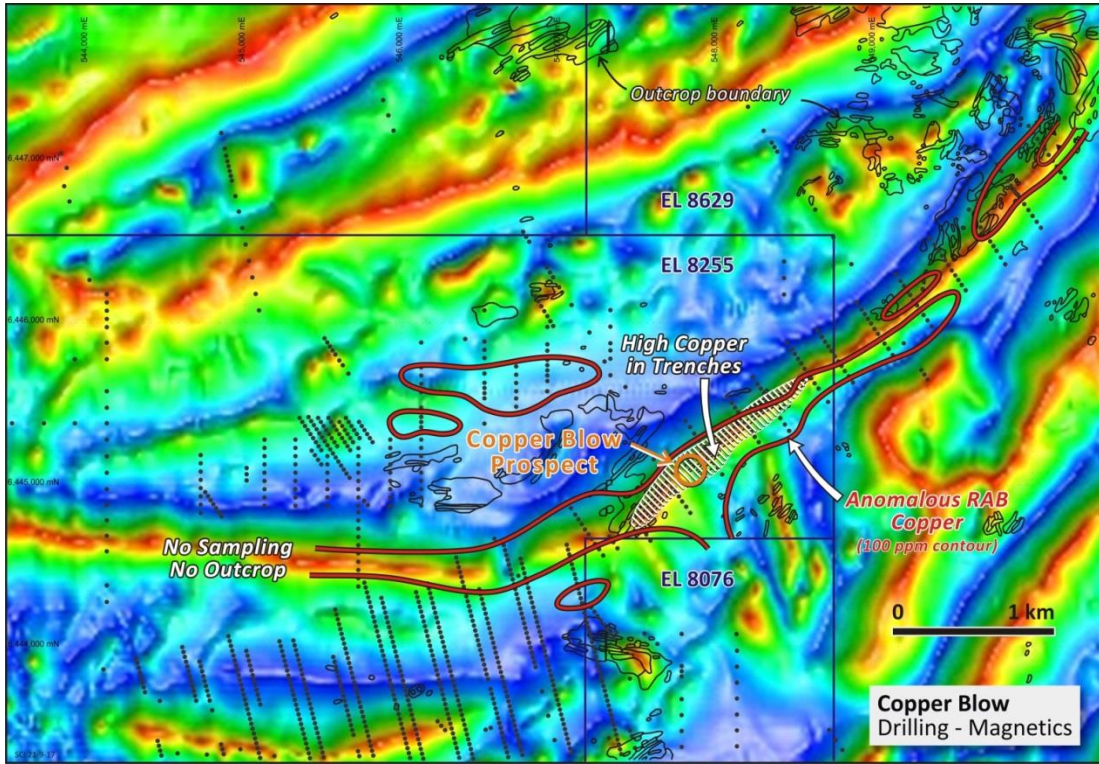 544,000 mE
545,000 mE
546,000 mE
548,000 mE
549,000 mE
Outcrop boundary
6,447,000 mN
EL 8629
EL 8255
6,446,000 mN
High Copper
in Trenches
Copper Blow
Prospect
6,445,000 mN
Anomalous RAB
Copper
(100 ppm contour)
No Sampling
No Outcrop
EL 8076
0 1 km
6,444,000 mN
Copper Blow
Drilling - Magnetics